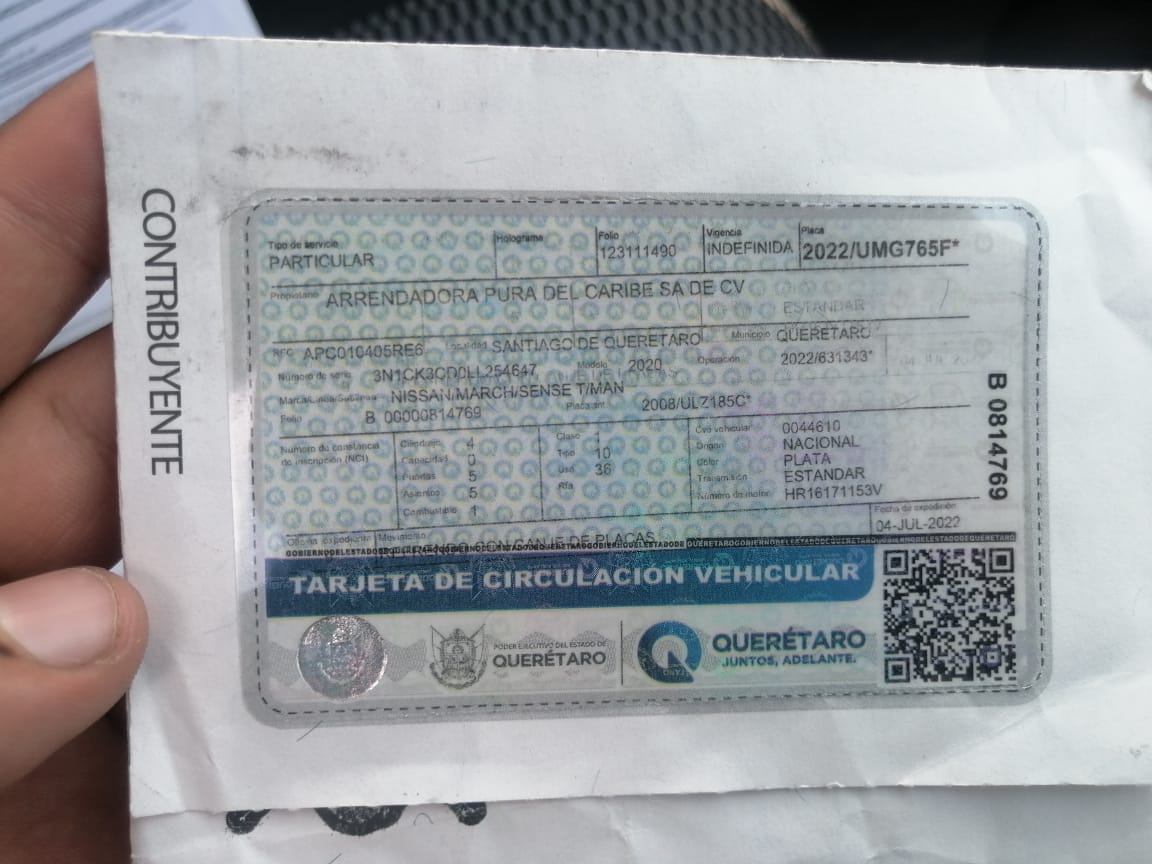 CONTRIBUYENTE
Tipo de servicio
PARTICULAR
Holograma
Folio
123111490
Vigencia
INDEFINIDA
Placa
2022/UMG765F*
Propietario ARRENDADORA PURA DEL CARIBE SA DE CV
ESTANDAR
RFC APC010405RE6 Localidad SANTIAGO DE QUERETARO Municipio QUERETARO
Número de serie 3N1CK3CD0LL254647 Modelo 2020 Operación 2022/631343*
Marca/Línea/Sublínea NISSAN/MARCH/SENSE T/MAN
Folio B 00000814769 Placa ant. 2008/ULZ185C*
Número de constancia
de inscripción (NCI)
Cilindraje 4
Capacidad 0
Puertas 5
Asientos 5
Combustible 1
Clase 1
Tipo 10
Uso 36
Rfa
Cve vehicular 0044610
Origen NACIONAL
Color PLATA
Transmisión ESTANDAR
Número de motor HR16171153V
B 0814769
Fecha de expedición
04-JUL-2022
Oficina expedidora Movimiento
CANJE DE PLACAS
TARJETA DE CIRCULACIÓN VEHICULAR
PODER EJECUTIVO DEL ESTADO DE
QUERÉTARO
QUERÉTARO
JUNTOS, ADELANTE.